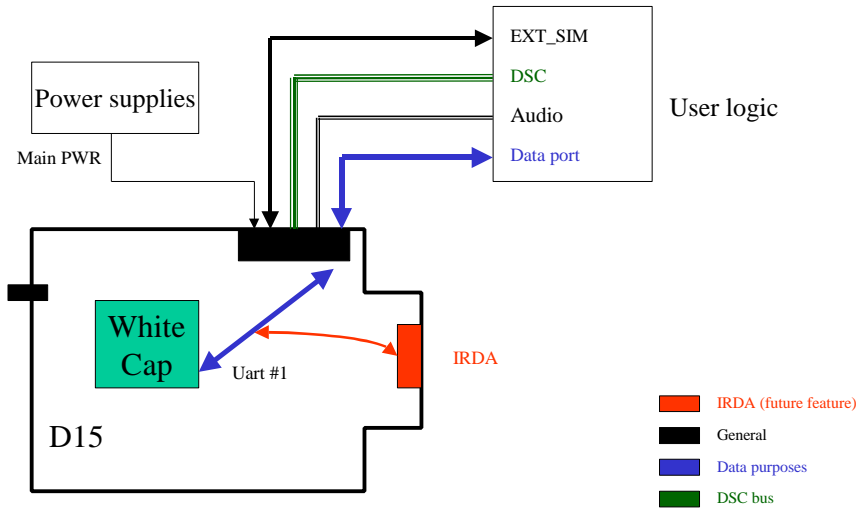 EXT_SIM
DSC
Audio
Data port
User logic
Power supplies
Main PWR
White
Cap
Uart #1
IRDA
D15
IRDA (future feature)
General
Data purposes
DSC bus